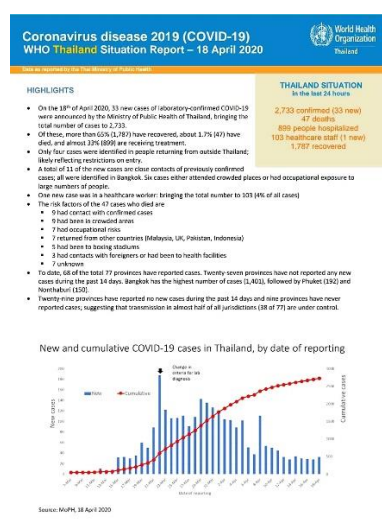 Coronavirus disease 2019 (COVID-19)
WHO Thailand Situation Report – 18 April 2020
World Health
Organization
Thailand
Data as reported by the Thai Ministry of Public Health
HIGHLIGHTS
• On the 18th of April 2020, 33 new cases of laboratory-confirmed COVID-19
were announced by the Ministry of Public Health of Thailand, bringing the
total number of cases to 2,733.
• Of these, more than 65% (1,787) have recovered, about 1.7% (47) have
died, and almost 33% (899) are receiving treatment.
• Only four cases were identified in people returning from outside Thailand;
likely reflecting restrictions on entry.
• A total of 11 of the new cases are close contacts of previously confirmed
cases; all were identified in Bangkok. Six cases either attended crowded places or had occupational exposure to
large numbers of people.
• One new case was in a healthcare worker: bringing the total number to 103 (4% of all cases)
• The risk factors of the 47 cases who died are
▪ 9 had contact with confirmed cases
▪ 9 had been in crowded areas
▪ 7 had occupational risks
▪ 7 returned from other countries (Malaysia, UK, Pakistan, Indonesia)
▪ 5 had been to boxing stadiums
▪ 3 had contacts with foreigners or had been to health facilities
▪ 7 unknown
• To date, 68 of the total 77 provinces have reported cases. Twenty-seven provinces have not reported any new
cases during the past 14 days. Bangkok has the highest number of cases (1,401), followed by Phuket (192) and
Nonthaburi (150).
• Twenty-nine provinces have reported no new cases during the past 14 days and nine provinces have never
reported cases; suggesting that transmission in almost half of all jurisdictions (38 of 77) are under control.
THAILAND SITUATION
in the last 24 hours
2,733 confirmed (33 new)
47 deaths
899 people hospitalized
103 healthcare staff (1 new)
1,787 recovered
New and cumulative COVID-19 cases in Thailand, by date of reporting
Change in
criteria for lab
diagnosis
New
Cumulative
New cases
Cumulative cases
Date of reporting
Source: MoPH, 18 April 2020